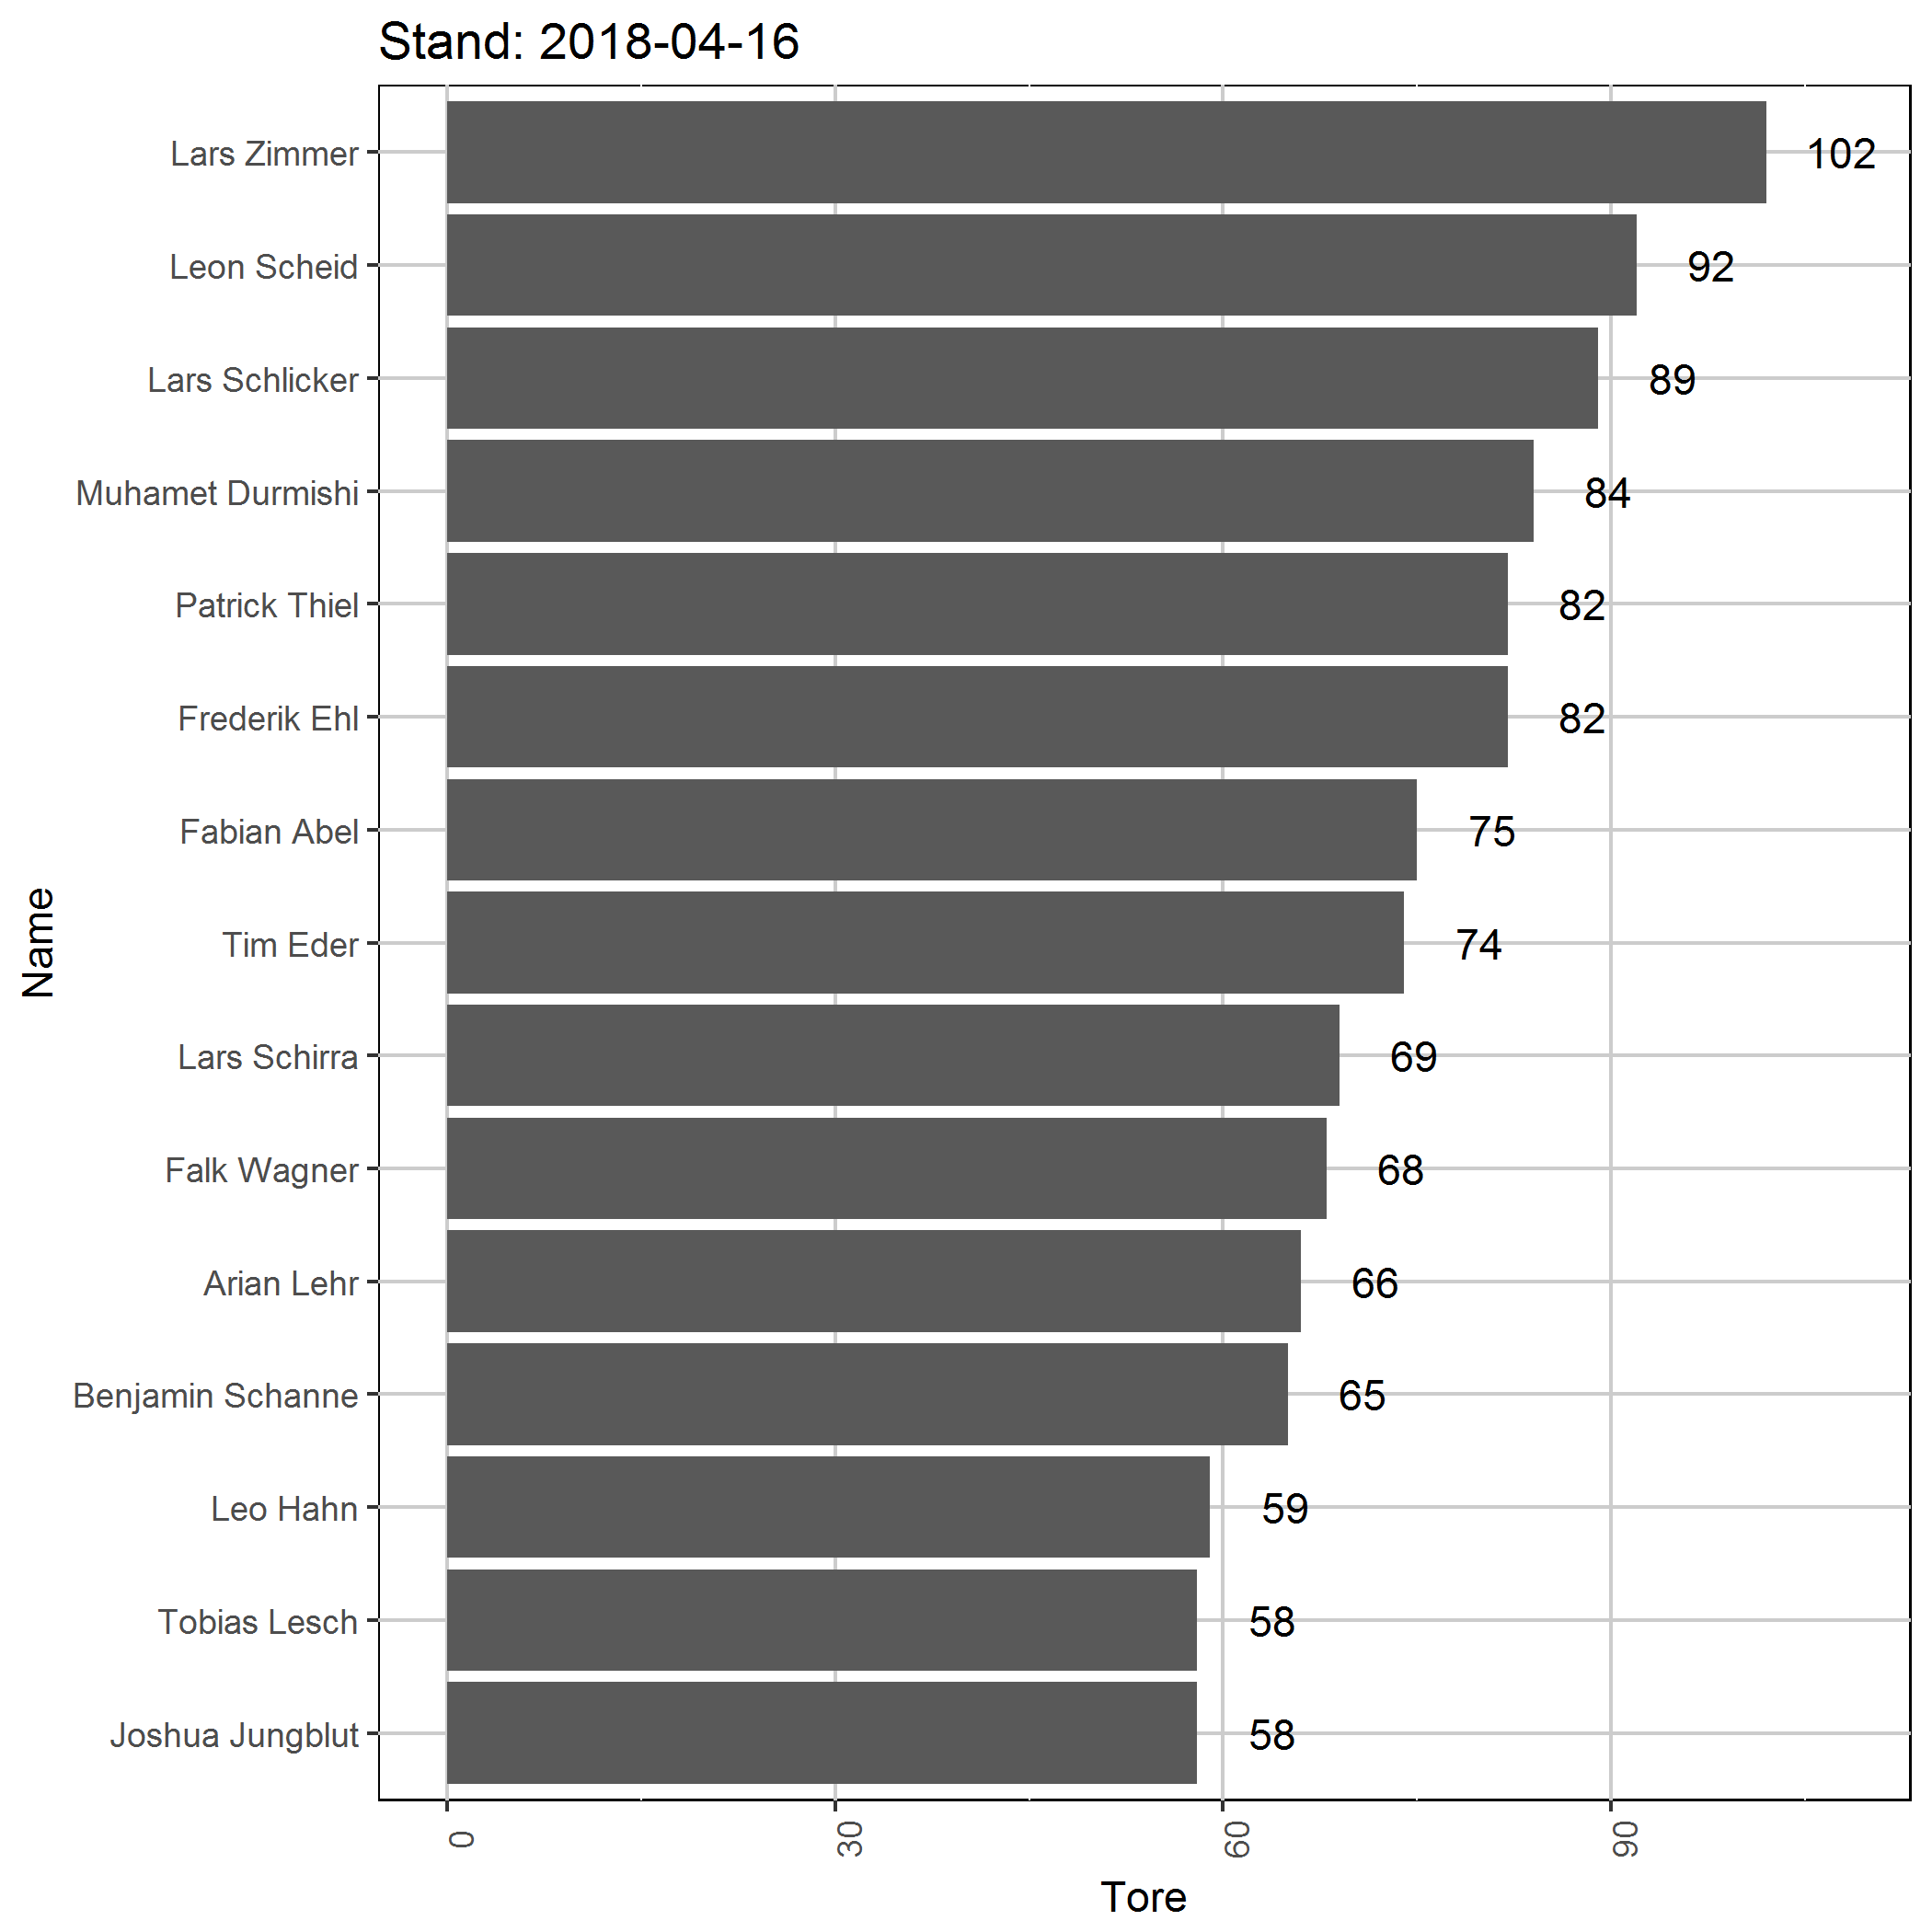 Stand: 2018-04-16
Lars Zimmer 102
Leon Scheid 92
Lars Schlicker 89
Muhamet Durmishi 84
Patrick Thiel 82
Frederik Ehl 82
Fabian Abel 75
Tim Eder 74
Lars Schirra 69
Falk Wagner 68
Arian Lehr 66
Benjamin Schanne 65
Leo Hahn 59
Tobias Lesch 58
Joshua Jungblut 58
Name
0 30 60 90
Tore